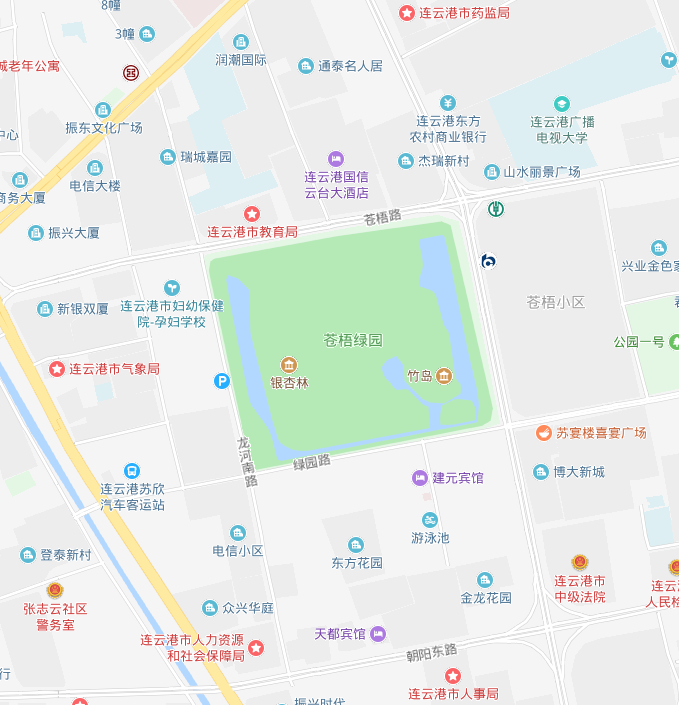 8幢
连云港市药监局
3幢
润潮国际
通泰名人居
城老年公寓
振东文化广场
中心
连云港东方
农村商业银行
连云港广播
电视大学
瑞城嘉园
电信大楼
连云港国信
云台大酒店
杰瑞新村
山水丽景广场
商务大厦
振兴大厦
连云港市教育局
苍梧路
兴业金色家
连云港市妇幼保健
院-孕妇学校
新银双厦
苍梧小区
苍梧绿园
公园一号
连云港市气象局
银杏林
竹岛
P
龙河南路
绿园路
苏宴楼喜宴广场
建元宾馆
博大新城
连云港苏欣
汽车客运站
游泳池
电信小区
东方花园
登泰新村
连云港市
中级法院
连云
人民检
张志云社区
警务室
众兴华庭
金龙花园
天都宾馆
连云港市人力资源
和社会保障局
朝阳东路
行
连云港市人事局
振兴时代